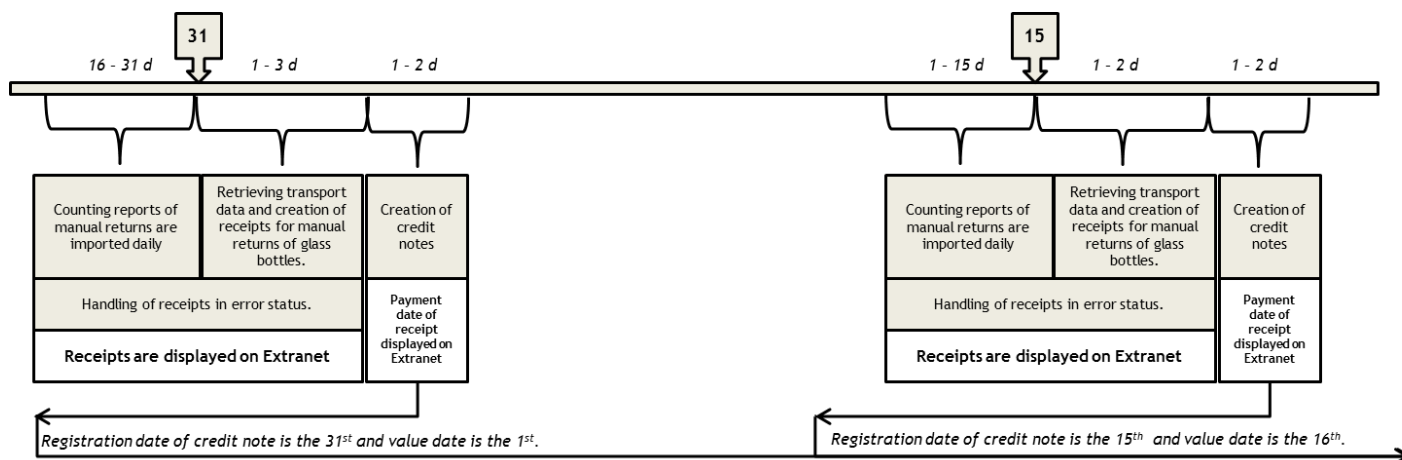 31
15
16 - 31 d
1 - 3 d
1 - 2 d
1 - 15 d
1 - 2 d
1 - 2 d
Counting reports of
manual returns are
imported daily
Retrieving transport
data and creation of
receipts for manual
returns of glass
bottles.
Creation of
credit
notes
Handling of receipts in error status.
Receipts are displayed on Extranet
Payment
date of
receipt
displayed on
Extranet
Registration date of credit note is the 31st and value date is the 1st.
Counting reports of
manual returns are
imported daily
Retrieving transport
data and creation of
receipts for manual
returns of glass
bottles.
Creation of
credit
notes
Handling of receipts in error status.
Receipts are displayed on Extranet
Payment
date of
receipt
displayed on
Extranet
Registration date of credit note is the 15th and value date is the 16th.